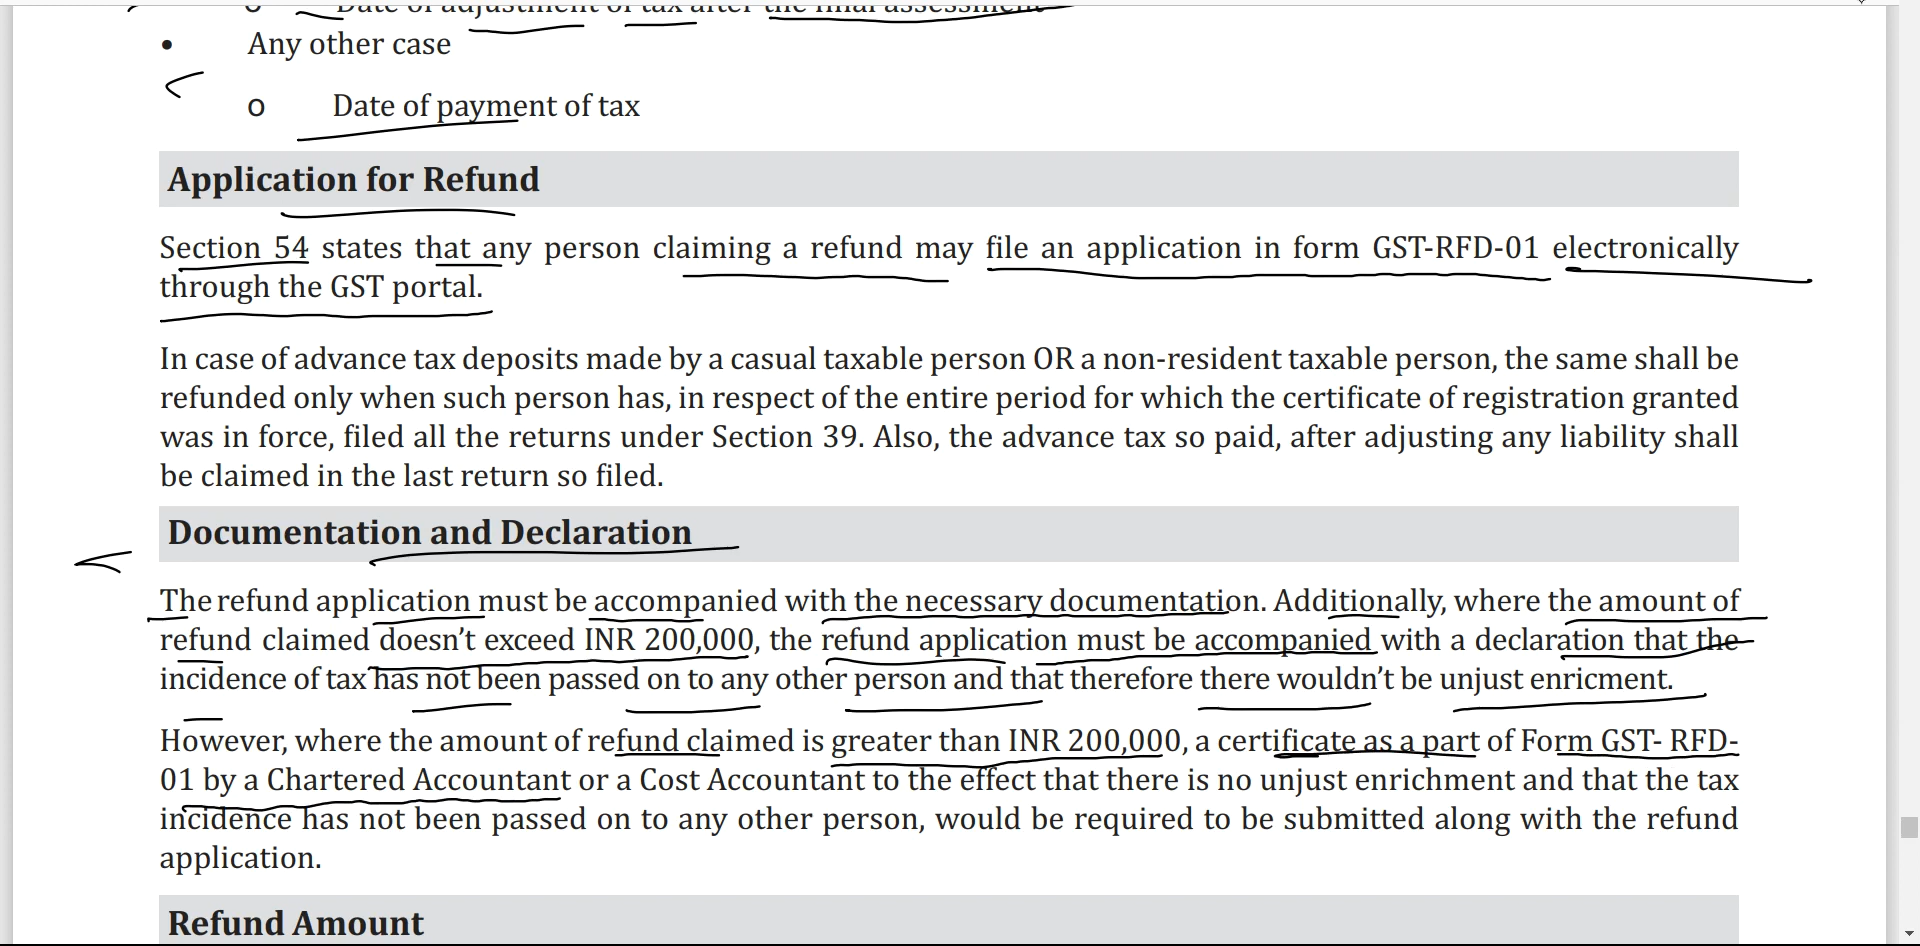 o Date of adjustment of tax after the final assessment
• Any other case
o Date of payment of tax
Application for Refund
Section 54 states that any person claiming a refund may file an application in form GST-RFD-01 electronically
through the GST portal.
In case of advance tax deposits made by a casual taxable person OR a non-resident taxable person, the same shall be
refunded only when such person has, in respect of the entire period for which the certificate of registration granted
was in force, filed all the returns under Section 39. Also, the advance tax so paid, after adjusting any liability shall
be claimed in the last return so filed.
Documentation and Declaration
The refund application must be accompanied with the necessary documentation. Additionally, where the amount of
refund claimed doesn’t exceed INR 200,000, the refund application must be accompanied with a declaration that the
incidence of tax has not been passed on to any other person and that therefore there wouldn’t be unjust enricment.
However, where the amount of refund claimed is greater than INR 200,000, a certificate as a part of Form GST- RFD-
01 by a Chartered Accountant or a Cost Accountant to the effect that there is no unjust enrichment and that the tax
incidence has not been passed on to any other person, would be required to be submitted along with the refund
application.
Refund Amount